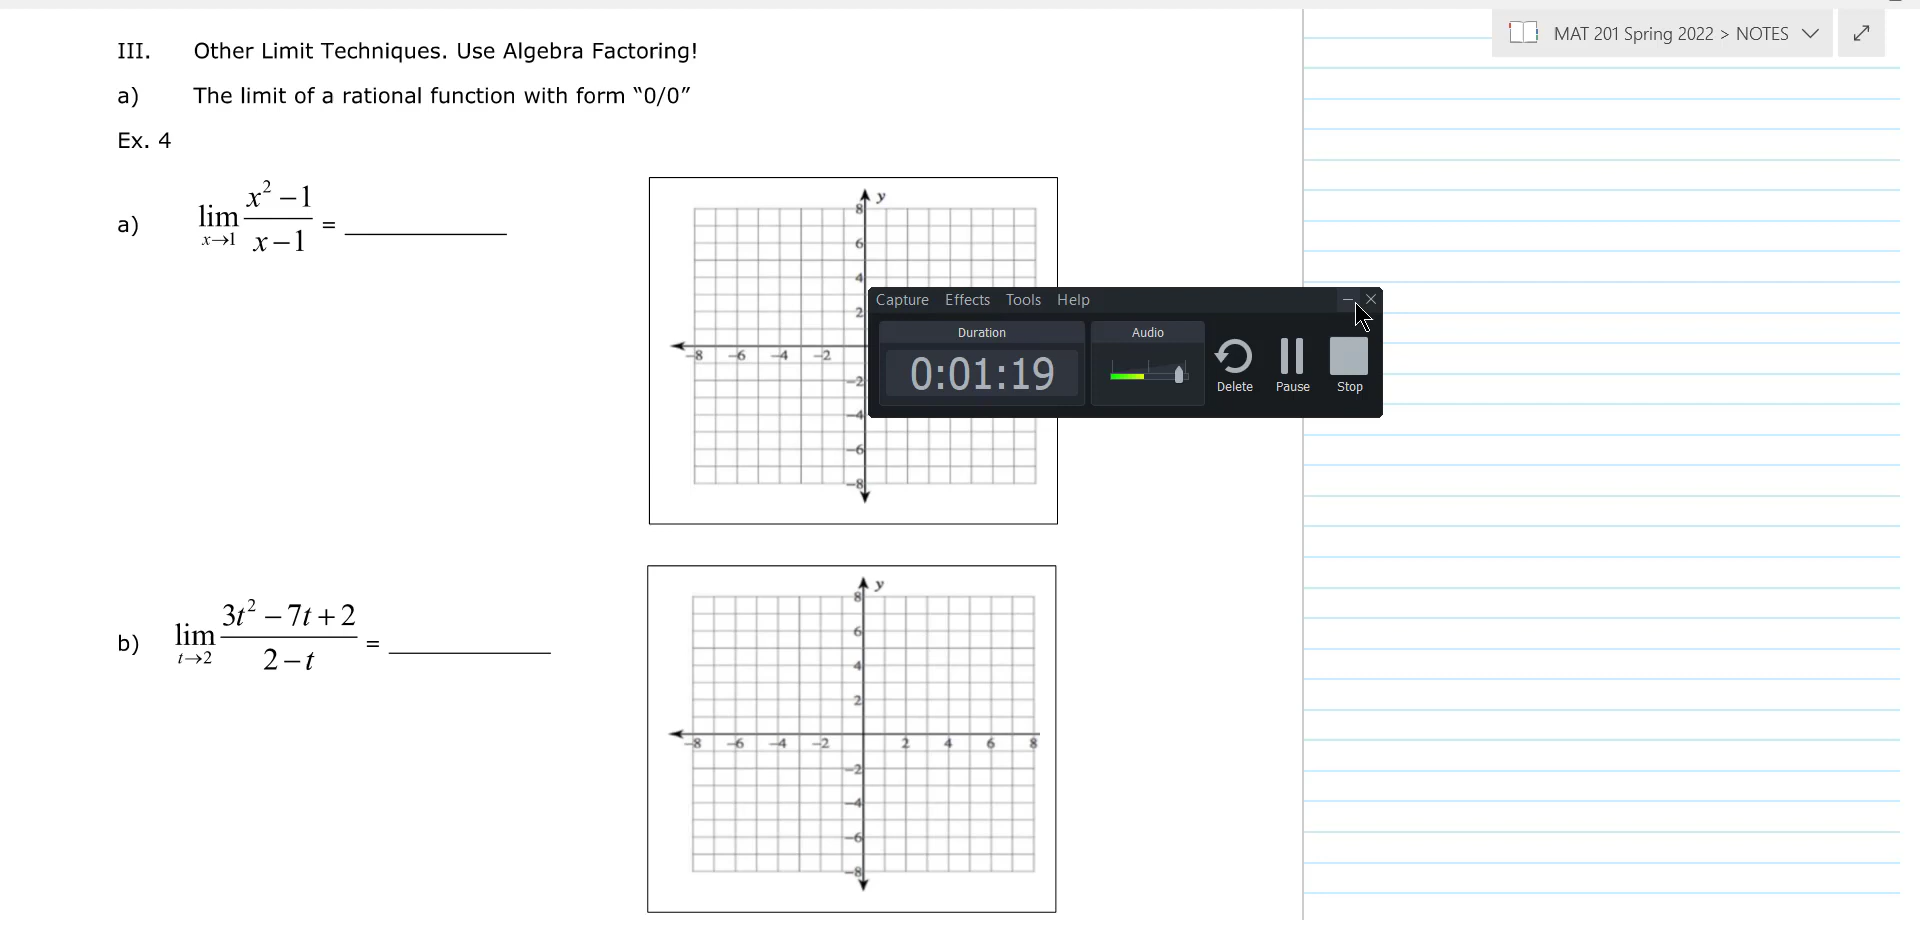 MAT 201 Spring 2022 > NOTES
III. Other Limit Techniques. Use Algebra Factoring!
a) The limit of a rational function with form “0/0”
Ex. 4
a) lim x→1 (x² − 1)/(x − 1) = ____________
y
8
6
4
2
−8 −6 −4 −2
−2
−4
−6
−8
Capture Effects Tools Help
Duration Audio
0:01:19
Delete Pause Stop
b) lim t→2 (3t² − 7t + 2)/(2 − t) = ____________
y
8
6
4
2
−8 −6 −4 −2 2 4 6 8
−2
−4
−6
−8